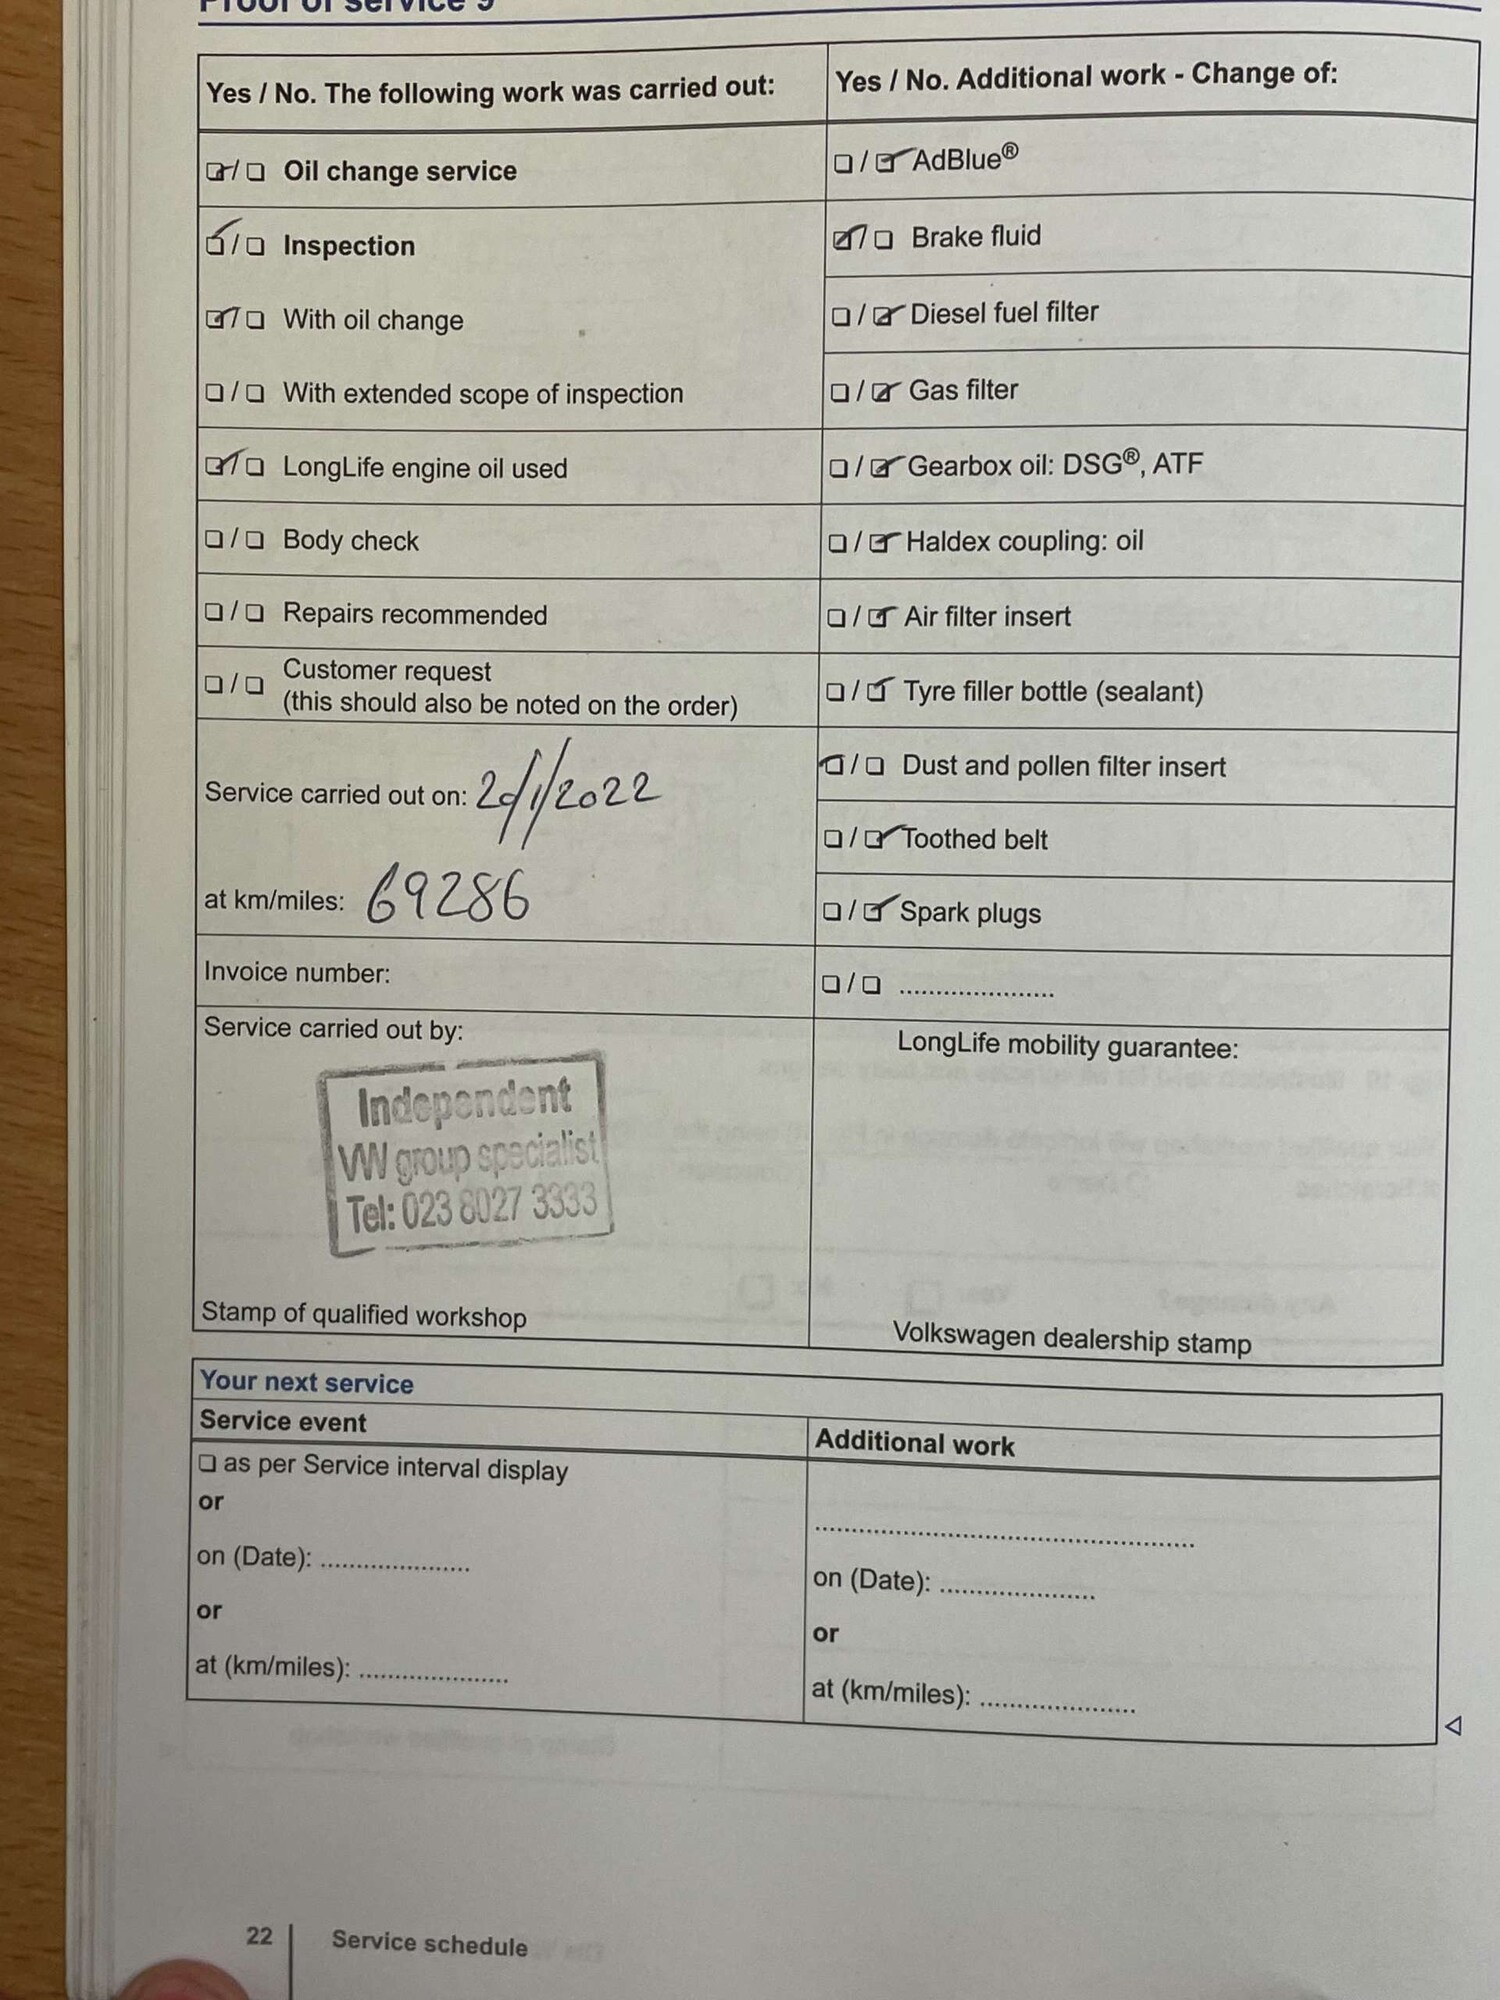 Proof of service 9
Yes / No. The following work was carried out:
☑/☐ Oil change service
☑/☐ Inspection
☑/☐ With oil change
☐/☐ With extended scope of inspection
☑/☐ LongLife engine oil used
☐/☐ Body check
☐/☐ Repairs recommended
☐/☐ Customer request
(this should also be noted on the order)
Service carried out on: 20/1/2022
at km/miles: 69286
Invoice number:
Service carried out by:
Independent
VW group specialist
Tel: 023 8027 3333
Stamp of qualified workshop
Yes / No. Additional work - Change of:
☐/☑ AdBlue®
☑/☐ Brake fluid
☐/☑ Diesel fuel filter
☐/☑ Gas filter
☐/☑ Gearbox oil: DSG®, ATF
☐/☑ Haldex coupling: oil
☐/☑ Air filter insert
☐/☑ Tyre filler bottle (sealant)
☑/☐ Dust and pollen filter insert
☐/☑ Toothed belt
☐/☑ Spark plugs
☐/☐ ......................
LongLife mobility guarantee:
Volkswagen dealership stamp
Your next service
Service event
☐ as per Service interval display
or
on (Date): .....................
or
at (km/miles): .....................
Additional work
......................................................
on (Date): ......................
or
at (km/miles): ......................
22
Service schedule